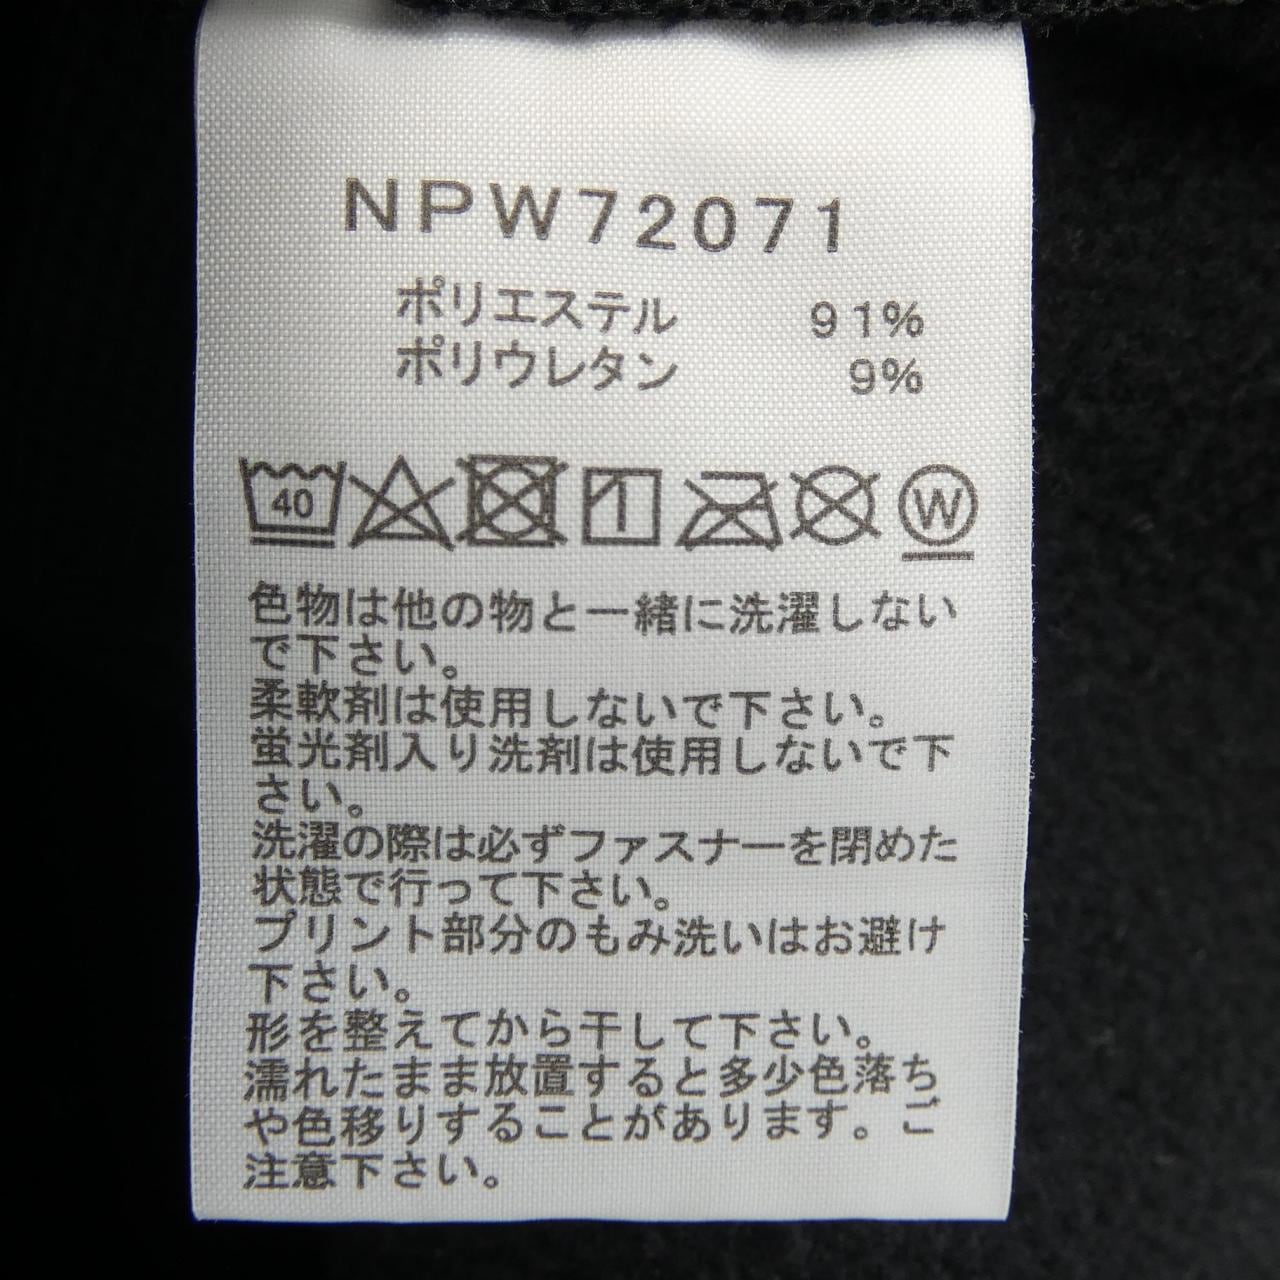 NPW72071
ポリエステル 91%
ポリウレタン 9%
40 W
色物は他の物と一緒に洗濯しない
で下さい。
柔軟剤は使用しないで下さい。
蛍光剤入り洗剤は使用しないで下
さい。
洗濯の際は必ずファスナーを閉めた
状態で行って下さい。
プリント部分のもみ洗いはお避け
下さい。
形を整えてから干して下さい。
濡れたまま放置すると多少色落ち
や色移りすることがあります。ご
注意下さい。